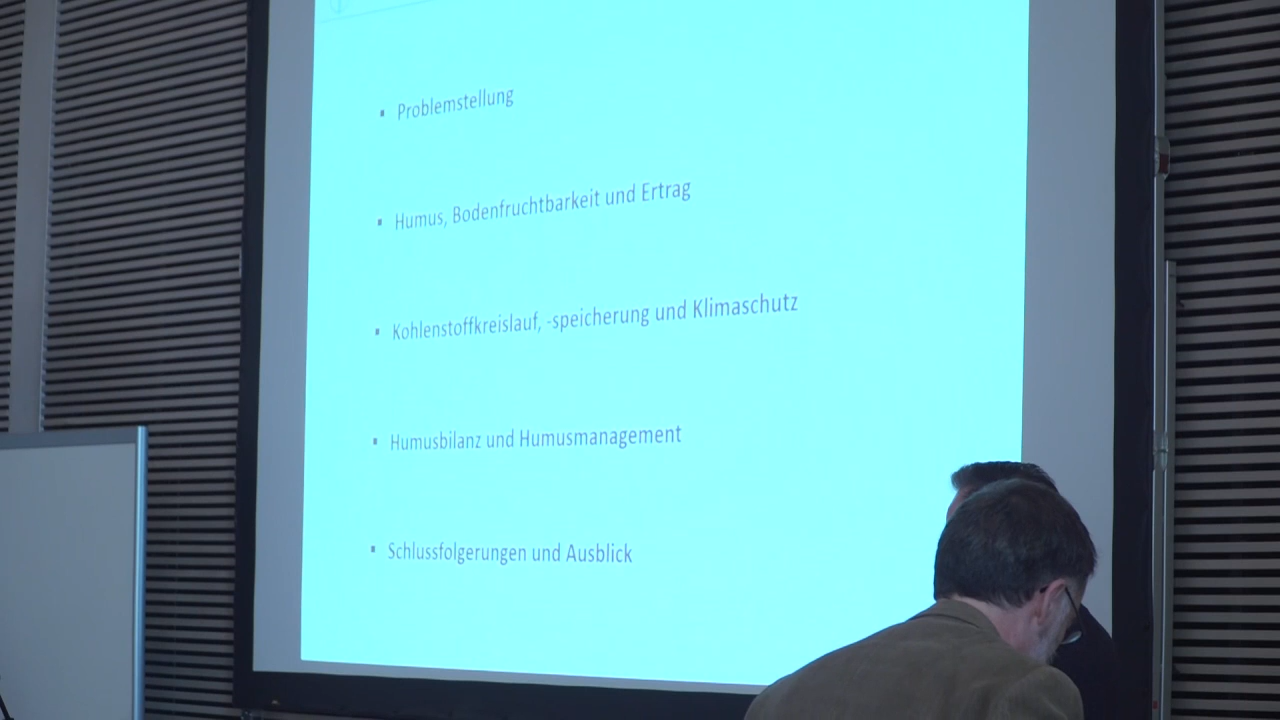 Problemstellung
Humus, Bodenfruchtbarkeit und Ertrag
Kohlenstoffkreislauf, -speicherung und Klimaschutz
Humusbilanz und Humusmanagement
Schlussfolgerungen und Ausblick